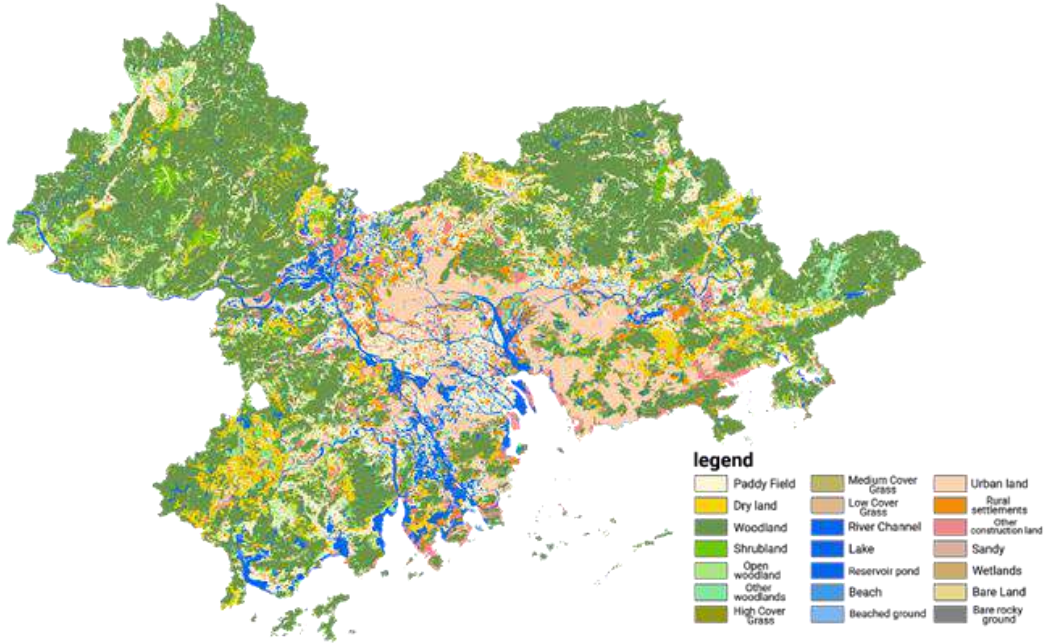 legend
Paddy Field
Dry land
Woodland
Shrubland
Open
woodland
Other
woodlands
High Cover
Grass
Medium Cover
Grass
Low Cover
Grass
River Channel
Lake
Reservoir pond
Beach
Beached ground
Urban land
Rural
settlements
Other
construction land
Sandy
Wetlands
Bare Land
Bare rocky
ground